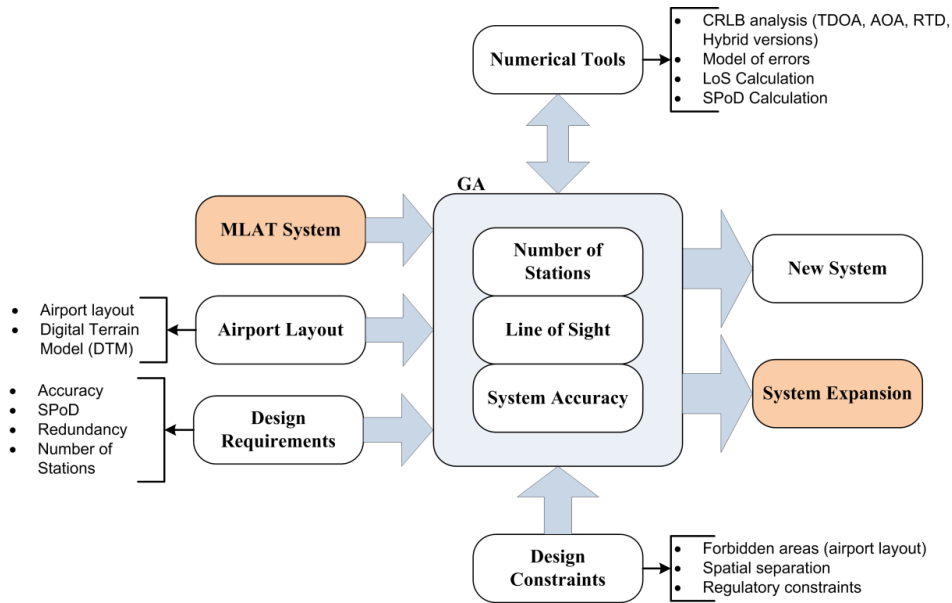 Numerical Tools
• CRLB analysis (TDOA, AOA, RTD,
Hybrid versions)
• Model of errors
• LoS Calculation
• SPoD Calculation
GA
MLAT System
Number of
Stations
New System
• Airport layout
• Digital Terrain
Model (DTM)
Airport Layout
Line of Sight
• Accuracy
• SPoD
• Redundancy
• Number of
Stations
Design
Requirements
System Accuracy
System Expansion
Design
Constraints
• Forbidden areas (airport layout)
• Spatial separation
• Regulatory constraints